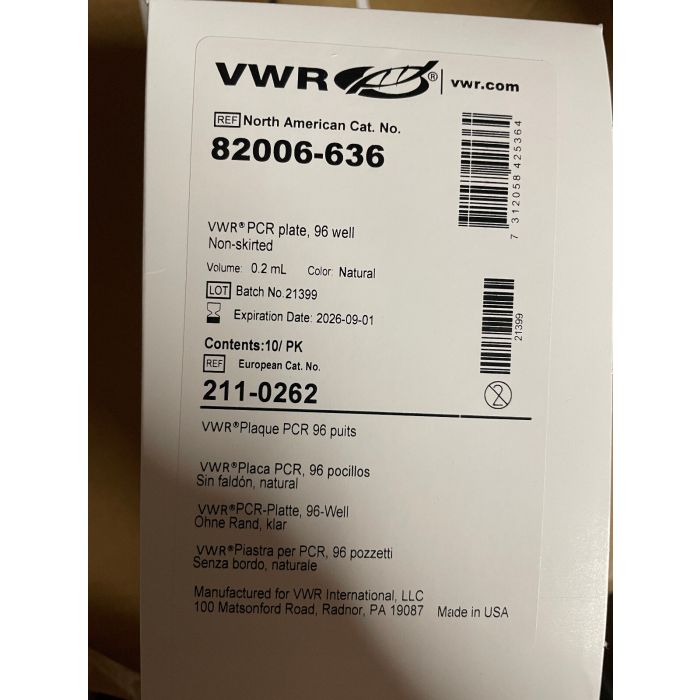 VWR® | vwr.com
REF North American Cat. No.
82006-636
7 312058 425364
VWR® PCR plate, 96 well
Non-skirted
Volume: 0.2 mL Color: Natural
LOT Batch No.21399
Expiration Date: 2026-09-01
21399
Contents:10/ PK
REF European Cat. No.
211-0262
2
VWR®Plaque PCR 96 puits
VWR®Placa PCR, 96 pocillos
Sin faldón, natural
VWR®PCR-Platte, 96-Well
Ohne Rand, klar
VWR®Piastra per PCR, 96 pozzetti
Senza bordo, naturale
Manufactured for VWR International, LLC
100 Matsonford Road, Radnor, PA 19087 Made in USA